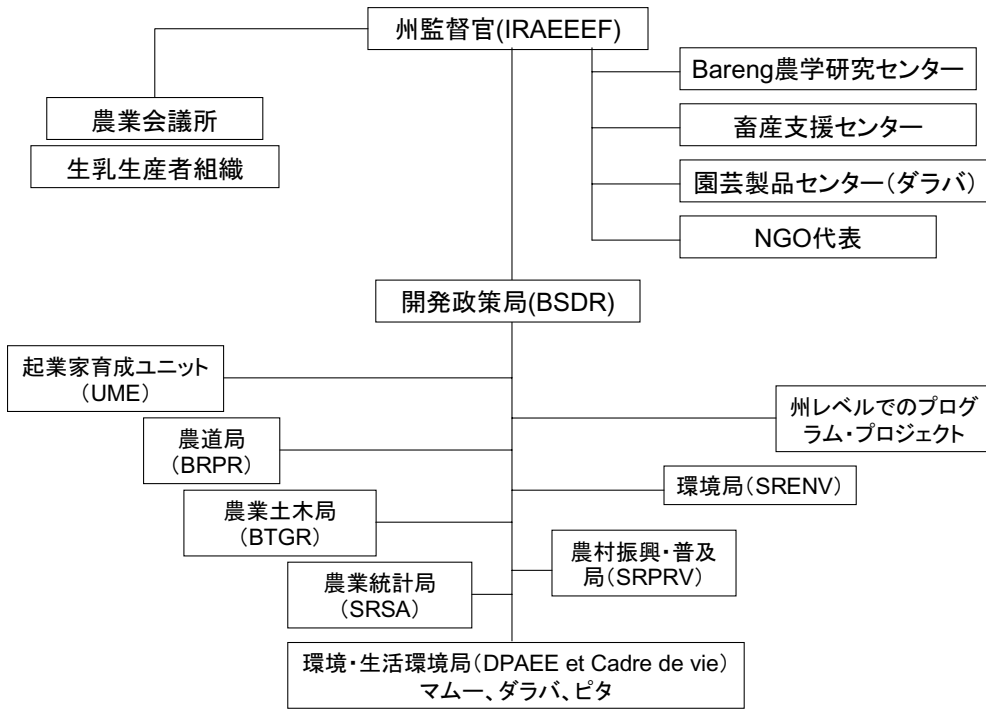 州監督官(IRAEEEF)
農業会議所
生乳生産者組織
Bareng農学研究センター
畜産支援センター
園芸製品センター(ダラバ)
NGO代表
開発政策局(BSDR)
起業家育成ユニット
(UME)
農道局
(BRPR)
農業土木局
(BTGR)
農業統計局
(SRSA)
州レベルでのプログ
ラム・プロジェクト
環境局(SRENV)
農村振興・普及
局(SRPRV)
環境・生活環境局(DPAEE et Cadre de vie)
マムー、ダラバ、ピタ